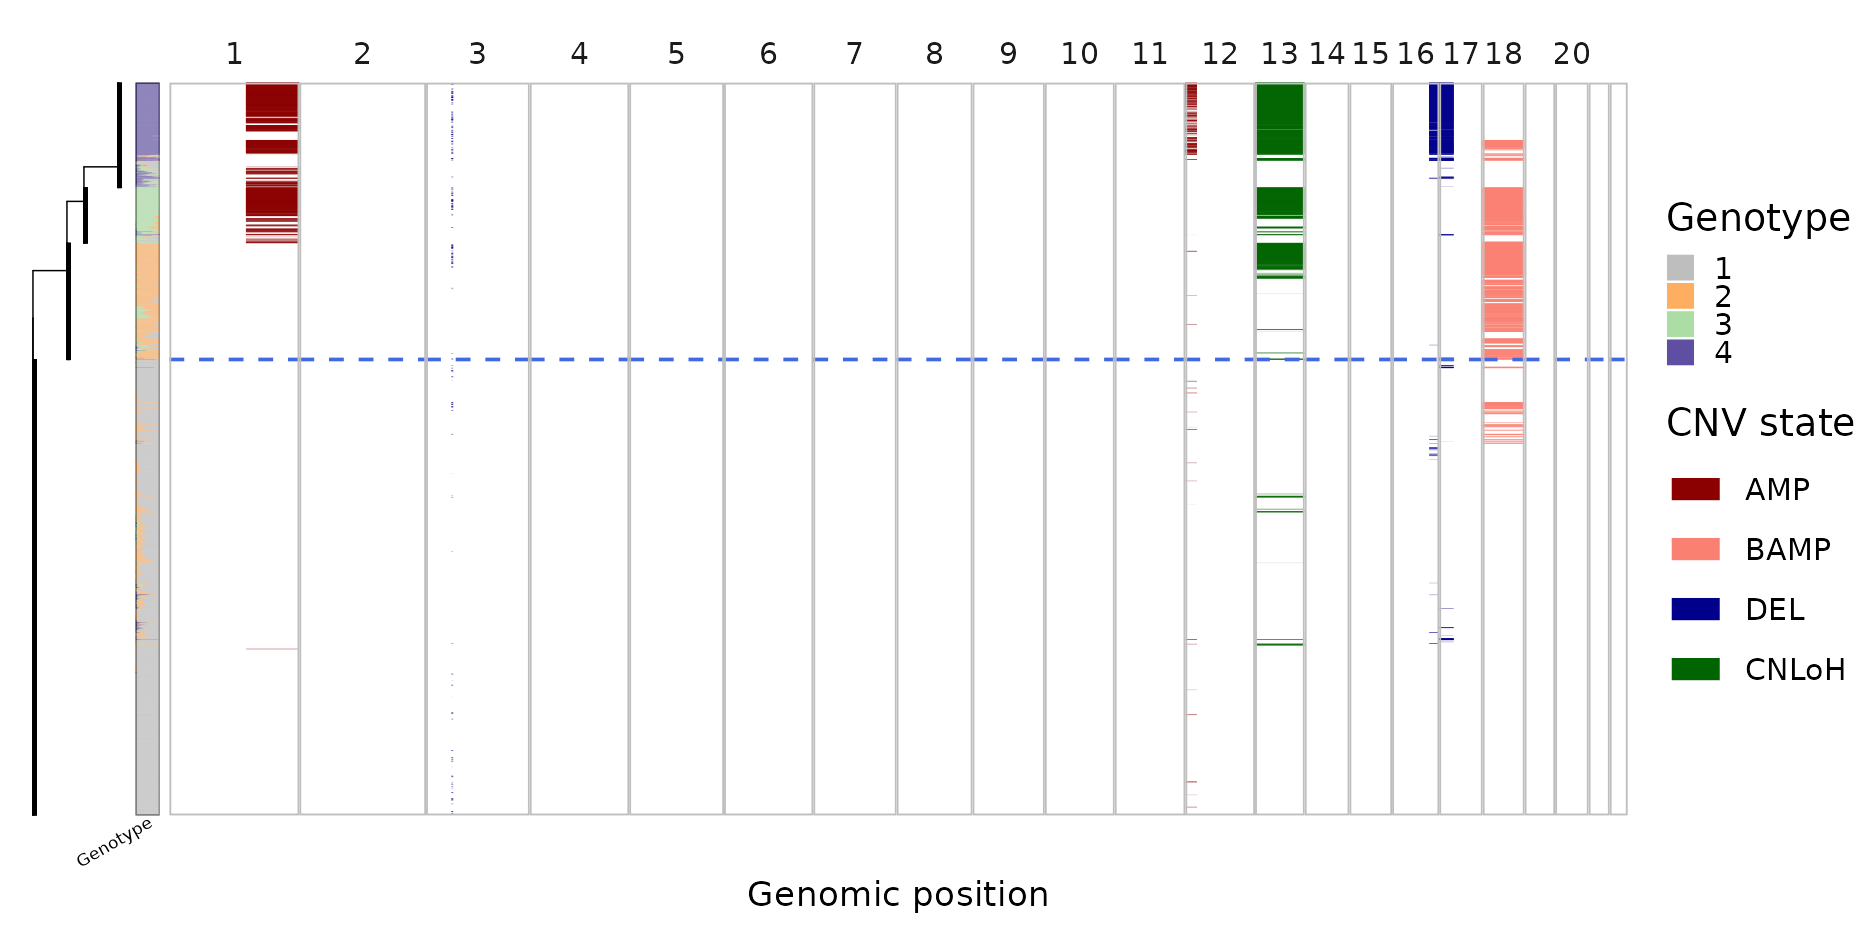 1 2 3 4 5 6 7 8 9 10 11 12 13 14 15 16 17 18 20
Genotype
1
2
3
4
CNV state
AMP
BAMP
DEL
CNLoH
Genotype
Genomic position